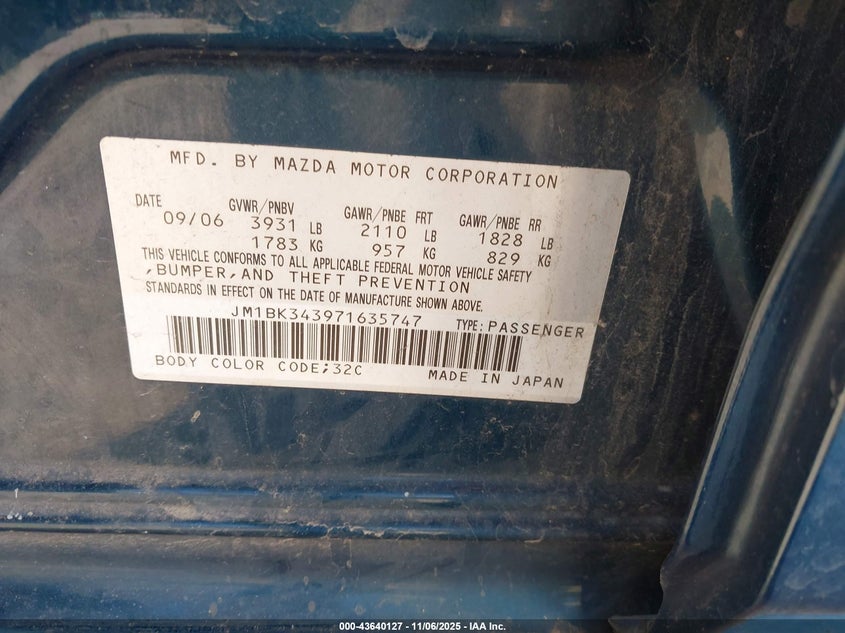 MFD. BY MAZDA MOTOR CORPORATION
DATE GVWR/PNBV GAWR/PNBE FRT GAWR/PNBE RR
09/06 3931 LB 2110 LB 1828 LB
1783 KG 957 KG 829 KG
THIS VEHICLE CONFORMS TO ALL APPLICABLE FEDERAL MOTOR VEHICLE SAFETY
,BUMPER,AND THEFT PREVENTION
STANDARDS IN EFFECT ON THE DATE OF MANUFACTURE SHOWN ABOVE.
JM1BK343971635747 TYPE:PASSENGER
BODY COLOR CODE;32C MADE IN JAPAN
000-43640127 - 11/06/2025 - IAA Inc.